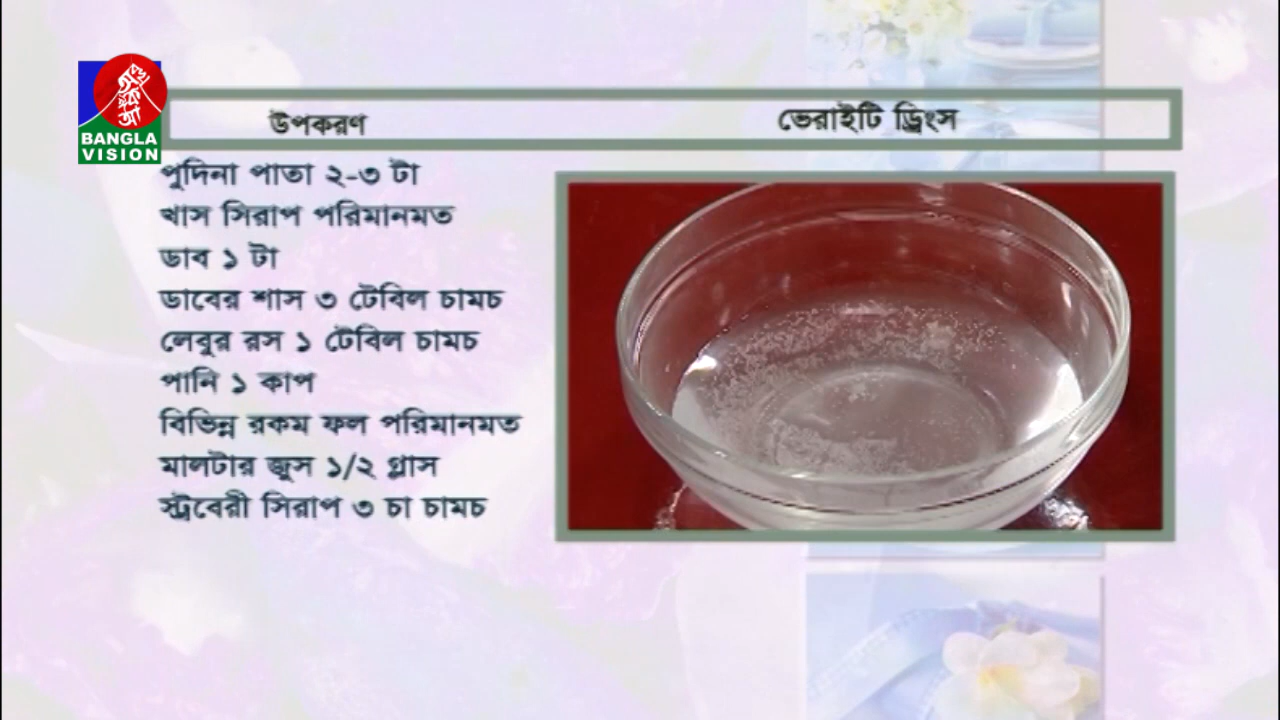 BANGLA
VISION
উপকরণ
ভেরাইটি ড্রিংস
পুদিনা পাতা ২-৩ টা
খাস সিরাপ পরিমানমত
ডাব ১ টা
ডাবের শাস ৩ টেবিল চামচ
লেবুর রস ১ টেবিল চামচ
পানি ১ কাপ
বিভিন্ন রকম ফল পরিমানমত
মালটার জুস ১/২ গ্লাস
স্ট্রবেরী সিরাপ ৩ চা চামচ